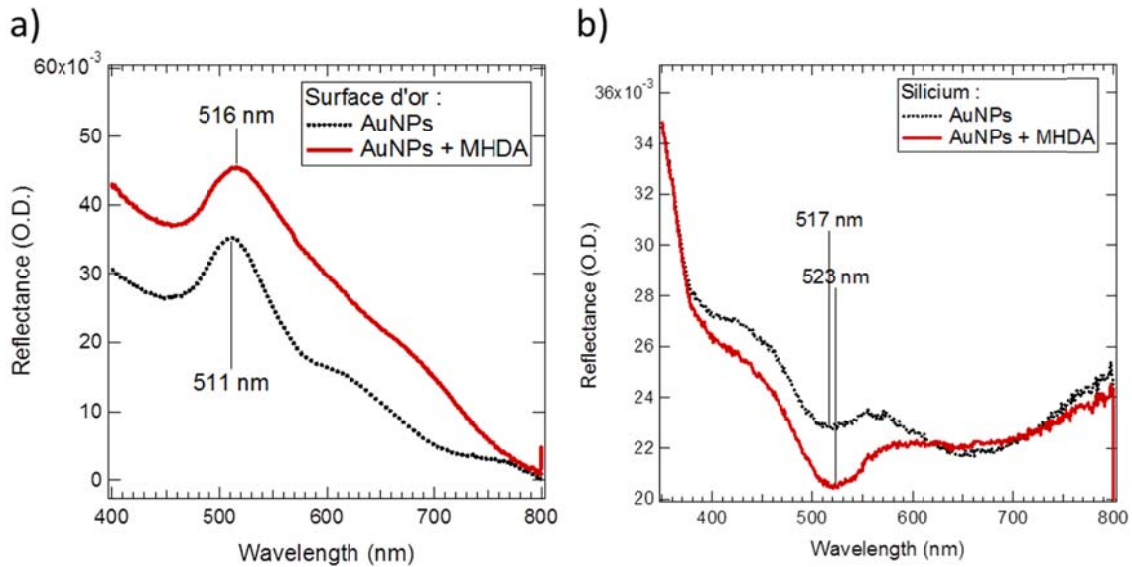 a)
60x10⁻³
50
40
30
20
10
0
Reflectance (O.D.)
400
500
600
700
800
Wavelength (nm)
516 nm
511 nm
Surface d'or :
AuNPs
AuNPs + MHDA
b)
36x10⁻³
34
32
30
28
26
24
22
20
Reflectance (O.D.)
400
500
600
700
800
Wavelength (nm)
517 nm
523 nm
Silicium :
AuNPs
AuNPs + MHDA